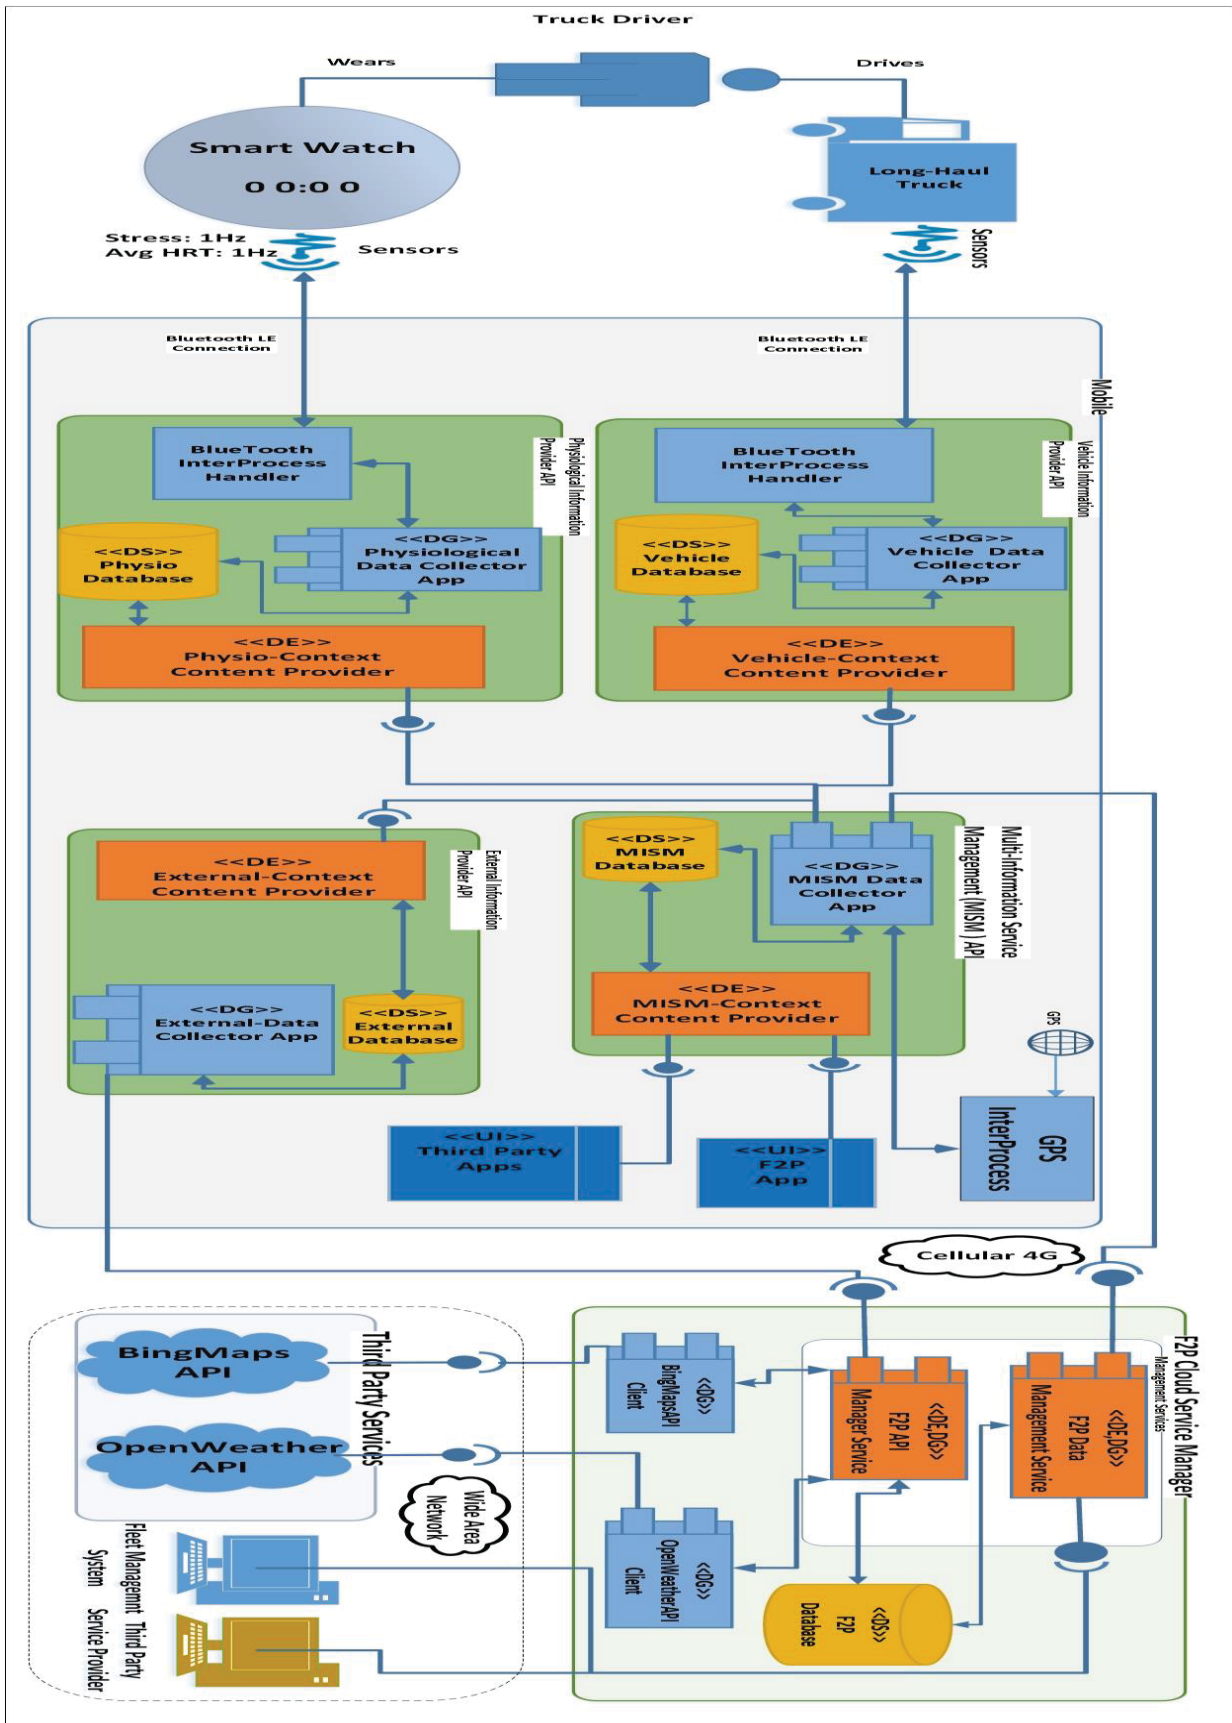 Truck Driver
Wears
Drives
Smart Watch
0 0:0 0
Long-Haul
Truck
Stress: 1Hz
Avg HRT: 1Hz
Sensors
Sensors
Bluetooth LE
Connection
Bluetooth LE
Connection
Mobile
BlueTooth
InterProcess
Handler
Physiological Information
Provider API
BlueTooth
InterProcess
Handler
Vehicle Information
Provider API
<<DS>>
Physio
Database
<<DG>>
Physiological
Data Collector
App
<<DS>>
Vehicle
Database
<<DG>>
Vehicle Data
Collector
App
<<DE>>
Physio-Context
Content Provider
<<DE>>
Vehicle-Context
Content Provider
<<DE>>
External-Context
Content Provider
External Information
Provider API
<<DS>>
MISM
Database
<<DG>>
MISM Data
Collector
App
Multi-Information Service
Management (MISM ) API
<<DG>>
External-Data
Collector App
<<DS>>
External
Database
<<DE>>
MISM-Context
Content Provider
GPS
<<UI>>
Third Party
Apps
<<UI>>
F2P
App
GPS
InterProcess
Cellular 4G
BingMaps
API
OpenWeather
API
Third Party Services
Wide Area
Network
<<DG>>
BingMapsAPI
Client
<<DG>>
OpenWeatherAPI
Client
<<DE,DG>>
F2P API
Manager Service
<<DE,DG>>
F2P Data
Management Service
Management Services
F2P Cloud Service Manager
<<DS>>
F2P
Database
Fleet Managemnt
System
Third Party
Service Provider